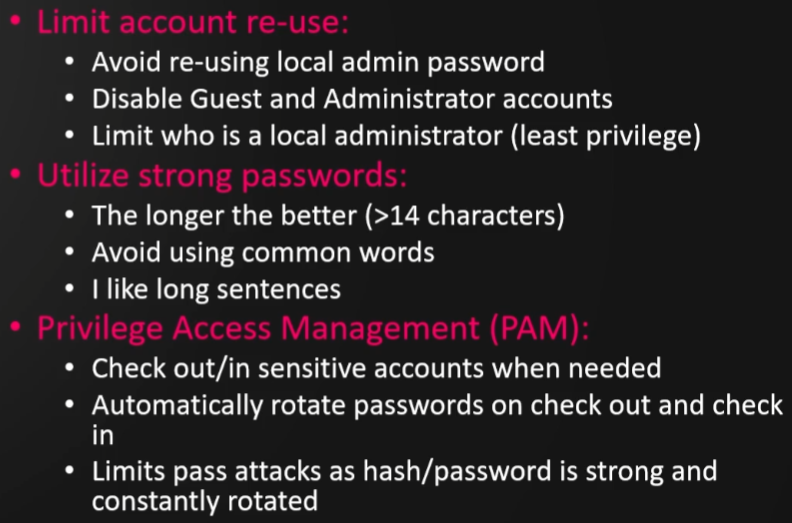 • Limit account re-use:
• Avoid re-using local admin password
• Disable Guest and Administrator accounts
• Limit who is a local administrator (least privilege)
• Utilize strong passwords:
• The longer the better (>14 characters)
• Avoid using common words
• I like long sentences
• Privilege Access Management (PAM):
• Check out/in sensitive accounts when needed
• Automatically rotate passwords on check out and check
in
• Limits pass attacks as hash/password is strong and
constantly rotated